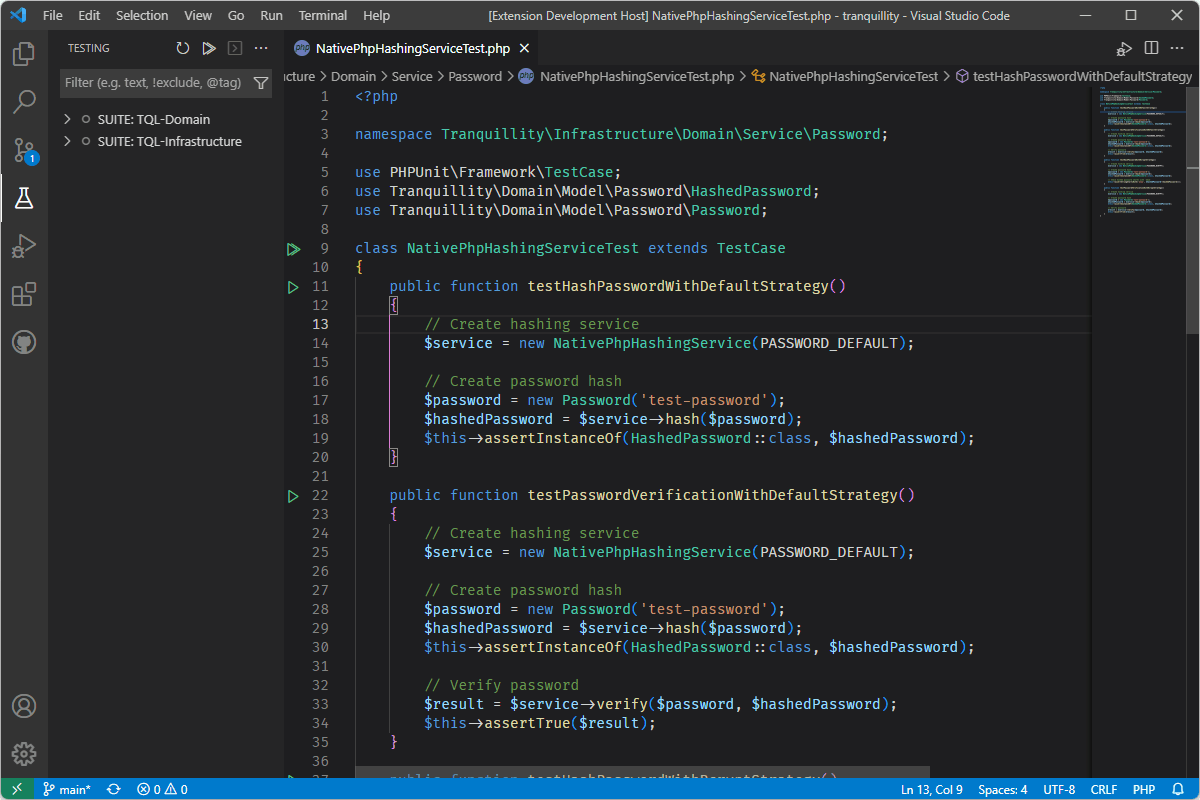 File Edit Selection View Go Run Terminal Help [Extension Development Host] NativePhpHashingServiceTest.php - tranquillity - Visual Studio Code
TESTING
Filter (e.g. text, !exclude, @tag)
SUITE: TQL-Domain
SUITE: TQL-Infrastructure
1
php NativePhpHashingServiceTest.php
ucture > Domain > Service > Password > php NativePhpHashingServiceTest.php > NativePhpHashingServiceTest > testHashPasswordWithDefaultStrategy
1 <?php
2
3 namespace Tranquillity\Infrastructure\Domain\Service\Password;
4
5 use PHPUnit\Framework\TestCase;
6 use Tranquillity\Domain\Model\Password\HashedPassword;
7 use Tranquillity\Domain\Model\Password\Password;
8
9 class NativePhpHashingServiceTest extends TestCase
10 {
11 public function testHashPasswordWithDefaultStrategy()
12 {
13 // Create hashing service
14 $service = new NativePhpHashingService(PASSWORD_DEFAULT);
15
16 // Create password hash
17 $password = new Password('test-password');
18 $hashedPassword = $service->hash($password);
19 $this->assertInstanceOf(HashedPassword::class, $hashedPassword);
20 }
21
22 public function testPasswordVerificationWithDefaultStrategy()
23 {
24 // Create hashing service
25 $service = new NativePhpHashingService(PASSWORD_DEFAULT);
26
27 // Create password hash
28 $password = new Password('test-password');
29 $hashedPassword = $service->hash($password);
30 $this->assertInstanceOf(HashedPassword::class, $hashedPassword);
31
32 // Verify password
33 $result = $service->verify($password, $hashedPassword);
34 $this->assertTrue($result);
35 }
36
37 public function testHashPasswordWithBcryptStrategy()
main* 0 0 Ln 13, Col 9 Spaces: 4 UTF-8 CRLF PHP